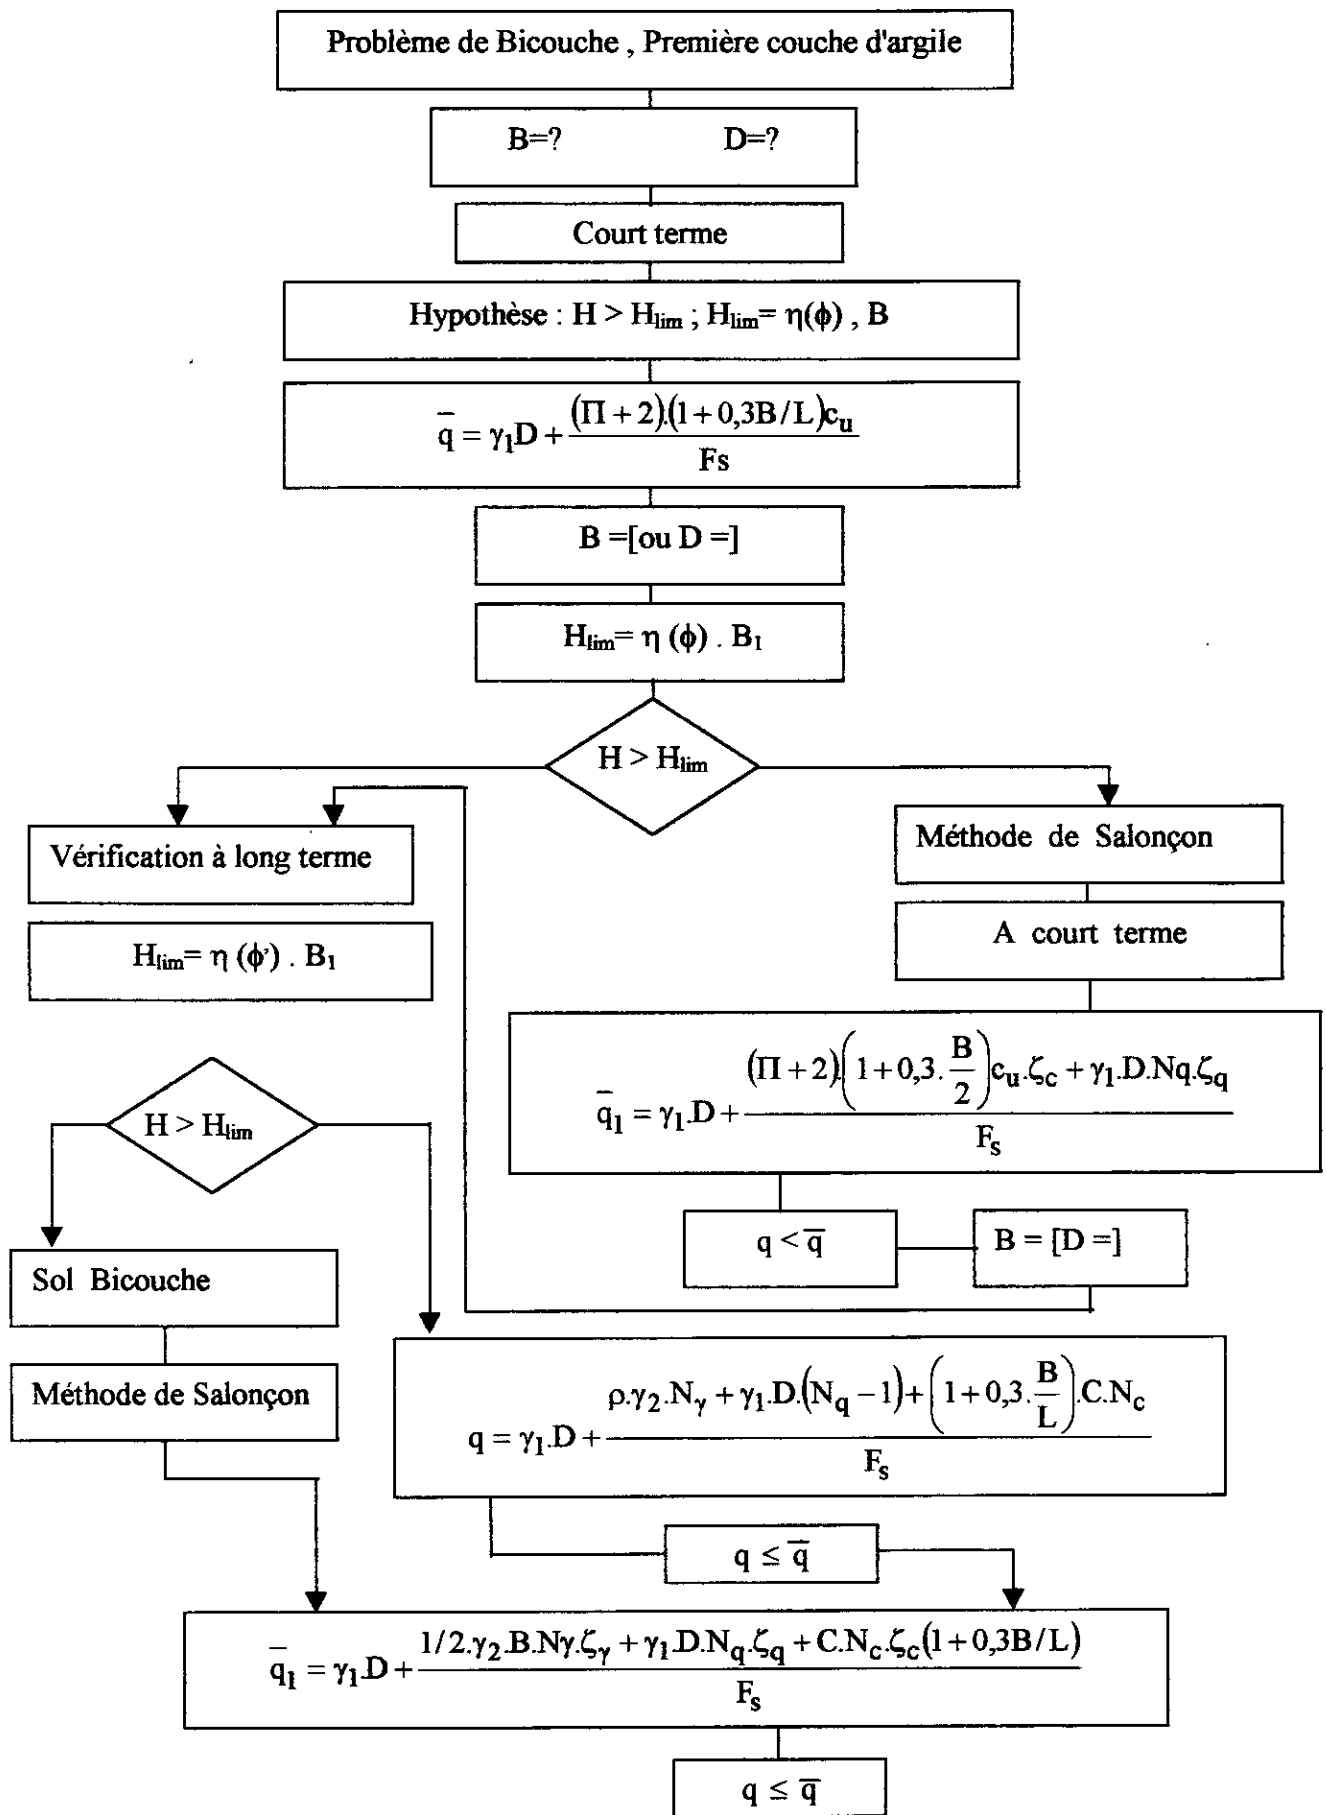 Problème de Bicouche , Première couche d'argile
B=? D=?
Court terme
Hypothèse : H > H_lim ; H_lim= η(ϕ) , B
q̅ = γ₁D + (Π + 2).(1 + 0,3B / L)c_u / Fs
B =[ou D =]
H_lim= η (ϕ) . B₁
H > H_lim
Vérification à long terme
H_lim= η (ϕ') . B₁
Méthode de Salonçon
A court terme
q̅₁ = γ₁.D + ((Π + 2).(1 + 0,3.B/2)c_u.ζ_c + γ₁.D.Nq.ζ_q) / F_s
q < q̅
B = [D =]
H > H_lim
Sol Bicouche
Méthode de Salonçon
q = γ₁.D + (ρ.γ₂.N_γ + γ₁.D.(N_q − 1) + (1 + 0,3.B/L).C.N_c) / F_s
q ≤ q̅
q̅₁ = γ₁.D + (1/2.γ₂.B.Nγ.ζ_γ + γ₁.D.N_q.ζ_q + C.N_c.ζ_c(1 + 0,3B / L)) / F_s
q ≤ q̅